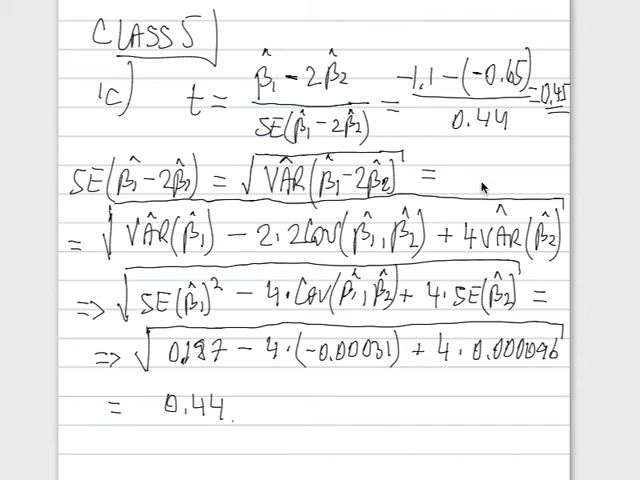 CLASS 5
1c) t = (β̂₁ - 2β̂₂) / SE(β̂₁ - 2β̂₂) = (-1.1 - (-0.65)) / 0.44 = 0.45
SE(β̂₁ - 2β̂₂) = √(VÂR(β̂₁ - 2β̂₂)) =
= √(VÂR(β̂₁) - 2·2Cov(β̂₁, β̂₂) + 4VÂR(β̂₂))
=> √(SE(β̂₁)² - 4·Cov(β̂₁, β̂₂) + 4·SE(β̂₂)) =
=> √(0.187 - 4·(-0.00031) + 4·0.000096)
= 0.44.